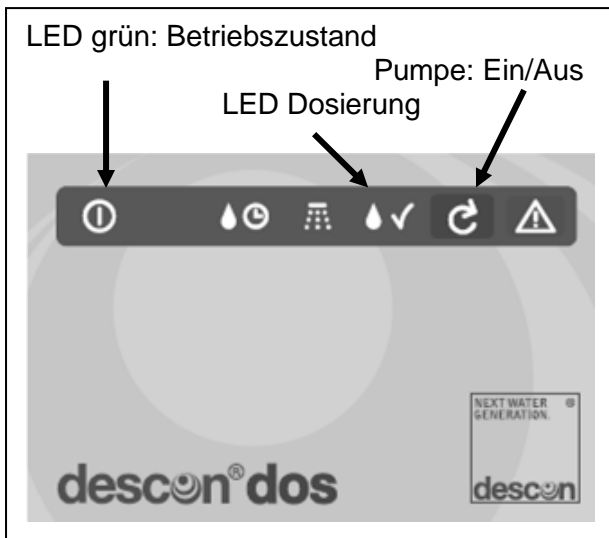 LED grün: Betriebszustand
Pumpe: Ein/Aus
LED Dosierung
NEXT WATER ®
GENERATION.
descon
descon®dos